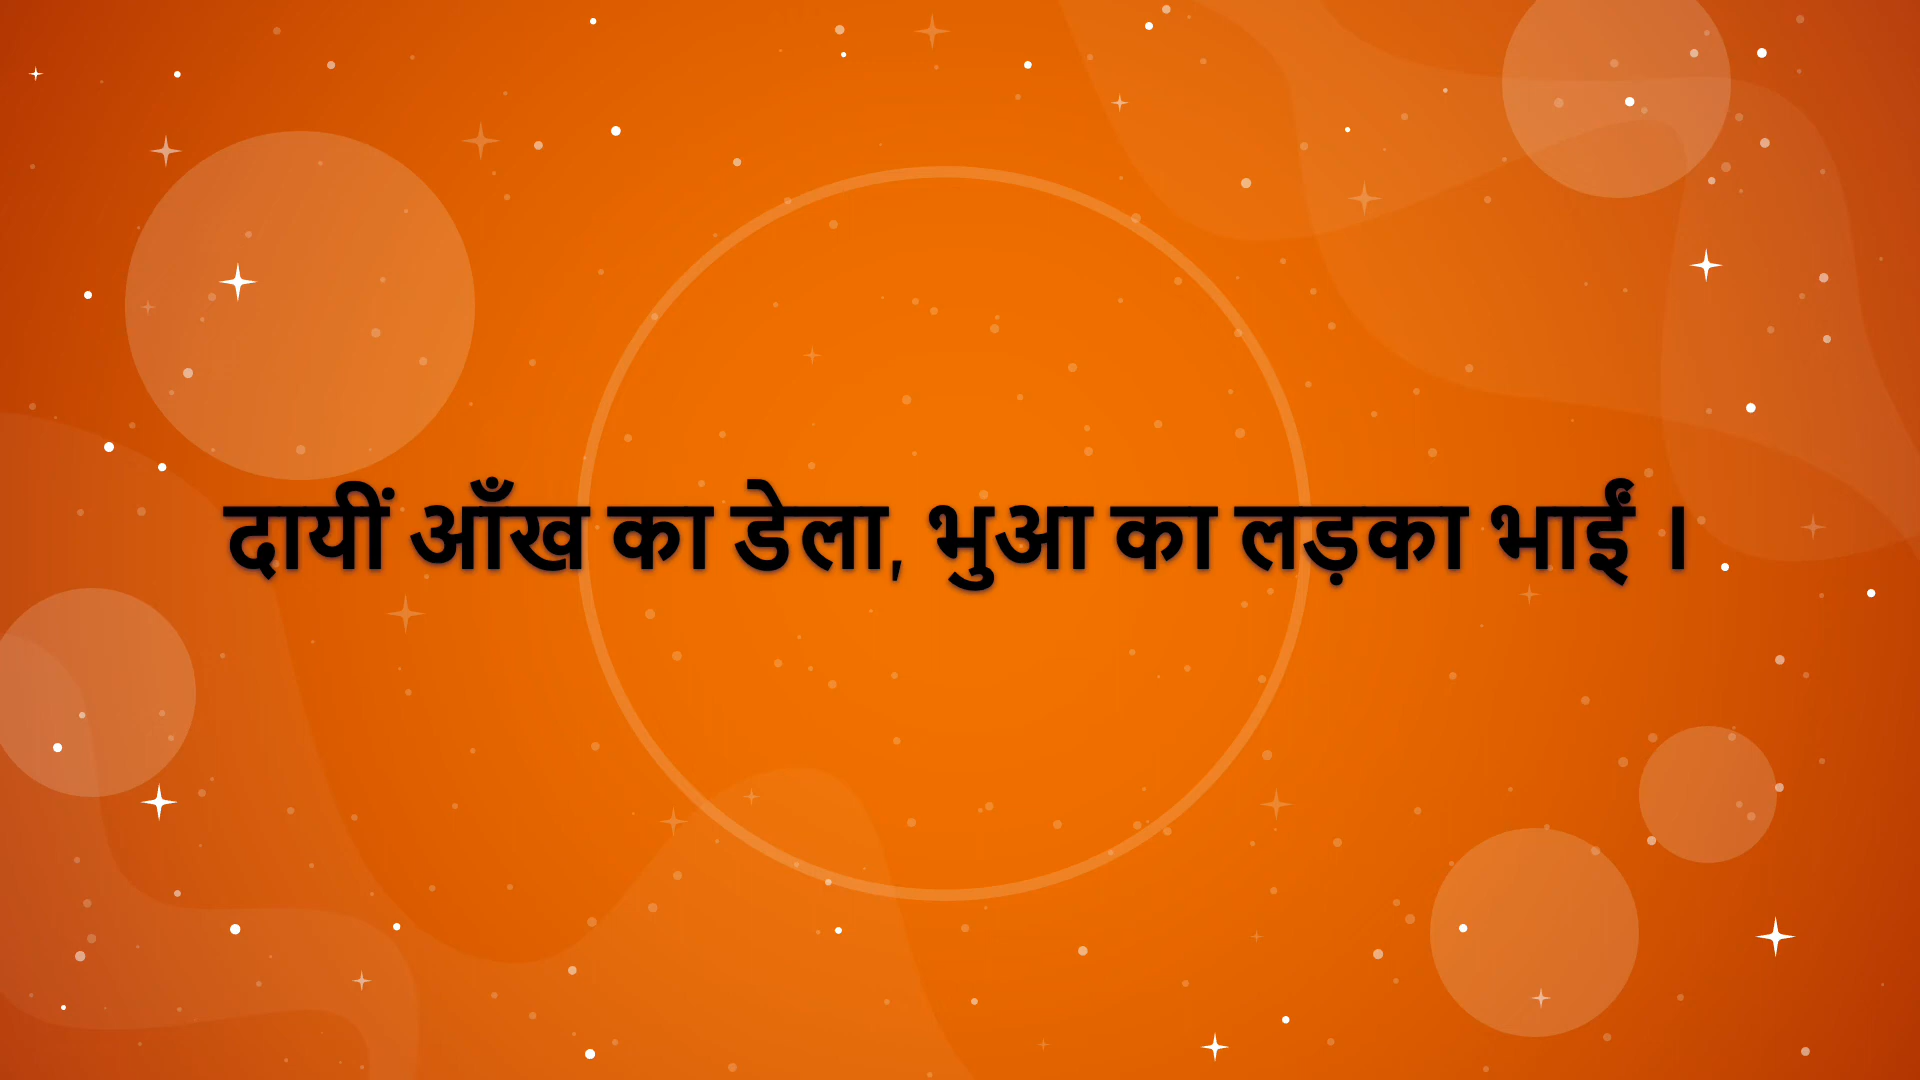 दायीं आँख का डेला, भुआ का लड़का भाईं ।